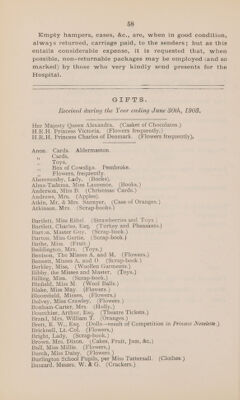 58
Empty hampers, cases, &c., are, when in good condition,
always returned, carriage paid, to the senders; but as this
entails considerable expense, it is requested that, when
possible, non-returnable packages may be employed (and so
marked) by those who very kindly send presents for the
Hospital.
GIFTS.
Received during the Year ending June 30th, 1903.
Her Majesty Queen Alexandra. (Casket of Chocolates.)
H.R.H. Princess Victoria. (Flowers frequently.)
H.R.H. Princess Charles of Denmark. (Flowers frequently).
Anon. Cards. Aldermaston.
„ Cards.
„ Toys.
„ Box of Cowslips. Pembroke.
„ Flowers, frequently.
Abercromby, Lady. (Books).
Alma-Tadema, Miss Laurence. (Books.)
Anderson, Miss B. (Christmas Cards.)
Andrews, Mrs. (Apples).
Atkin, Mr. & Mrs. (Case of Oranges.)
Atkinson, Mrs. (Scrap-books.)
Bartlett, Miss Ethel. (Strawberries and Toys.)
Bartlett, Charles, Esq. (Turkey and Pheasants.)
Burton, Master Guy. (Scrap-book.)
Burton, Miss Gertie. (Scrap-book.)
Bathe, Miss. (Fruit.)
Beddington, Mrs. (Toys.)
Benison, The Misses A. and M. (Flowers.)
Bennett, Misses A. and O. (Scrap-book.)
Berkley, Miss. (Woollen Garments.)
Bibby, the Misses and Master. (Toys.)
Billing, Miss. (Scrap-book.)
Binfield, Miss M. (Wool Balls.)
Blake, Miss May. (Flowers.)
Bloomfield, Misses. (Flowers.)
Bolney, Miss Crawley. (Flowers.)
Bonham-Carter, Mrs. (Holly.)
Bourchier, Arthur, Esq. (Theatre Tickets.)
Brand, Mrs. William T. (Oranges.)
Brett, E. W., Esq. (Dolls—result of Competition in Princess Novelette.)
Bricknell, Lt.-Col. (Flowers.)
Bright, Lady. (Scrap-book.)
Brown, Mrs. Dixon. (Cakes, Fruit, Jam, &c.)
Bull, Miss Millis. (Flowers.)
Burch, Miss Daisy. (Flowers.)
Burlington School Pupils, per Miss Tattersall. (Clothes.)
Buszard, Messrs. W. & G. (Crackers.)